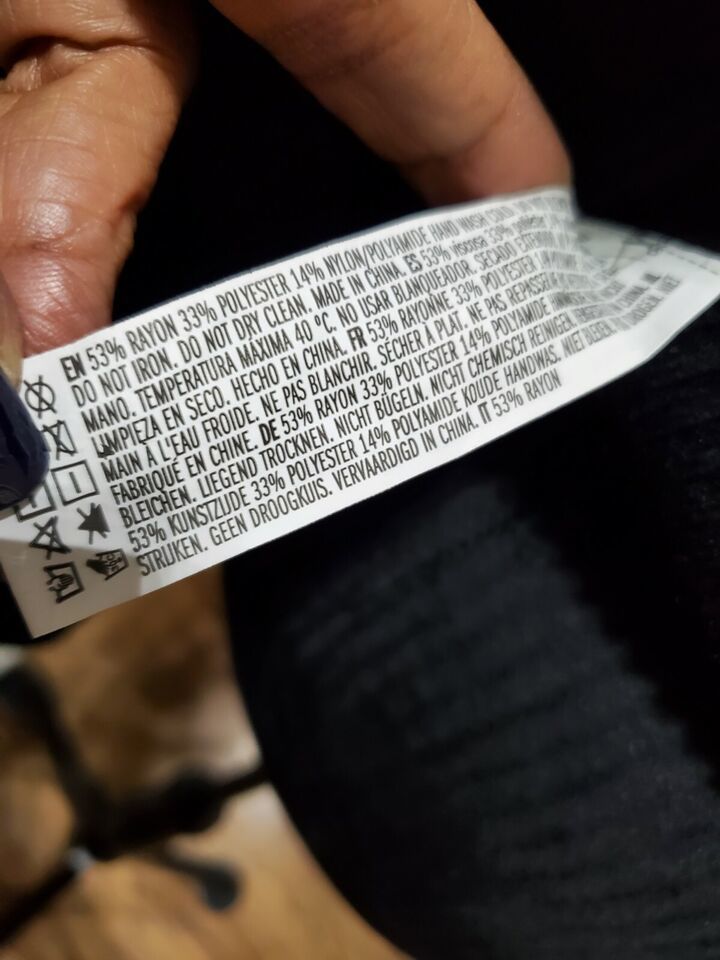 EN 53% RAYON 33% POLYESTER 14% NYLON/POLYAMIDE HAND WASH COLD.
DO NOT IRON. DO NOT DRY CLEAN. MADE IN CHINA. ES 53% viscosa 33%
MANO. TEMPERATURA MÁXIMA 40 °C. NO USAR BLANQUEADOR. SECADO
LIMPIEZA EN SECO. HECHO EN CHINA. FR 53% RAYONNE 33% POLYESTER
MAIN À L'EAU FROIDE. NE PAS BLANCHIR. SÉCHER À PLAT. NE PAS
FABRIQUÉ EN CHINE. DE 53% RAYON 33% POLYESTER 14% POLYAMIDE
BLEICHEN. LIEGEND TROCKNEN. NICHT BÜGELN. NICHT CHEMISCH REINIGEN
53% KUNSTZIJDE 33% POLYESTER 14% POLYAMIDE KOUDE HANDWAS. NIET
STRIJKEN. GEEN DROOGKUIS. VERVAARDIGD IN CHINA. IT 53% RAYON